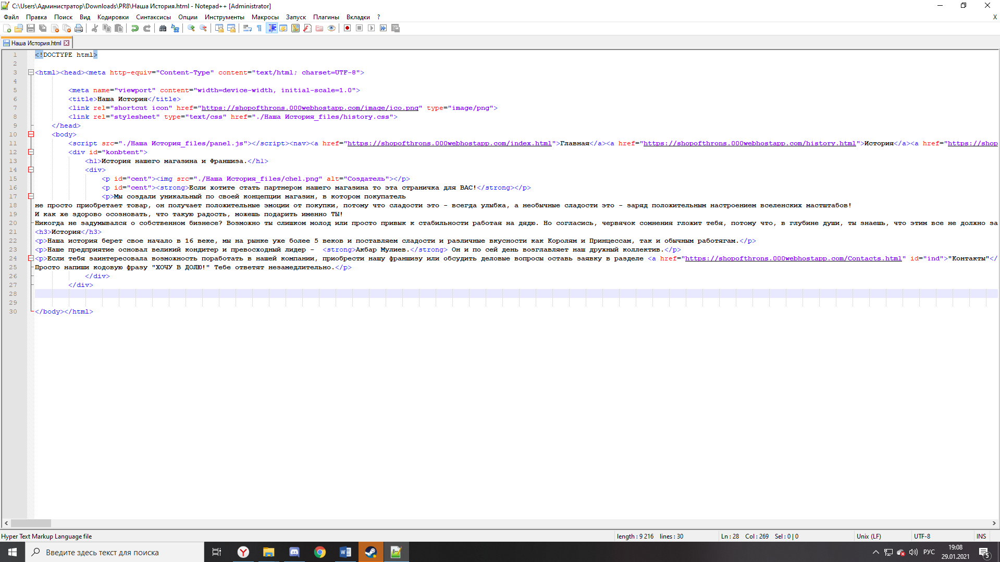 C:\Users\Администратор\Downloads\PR8\Наша История.html - Notepad++ [Administrator]
Файл Правка Поиск Вид Кодировки Синтаксисы Опции Инструменты Макросы Запуск Плагины Вкладки ? X
Наша История.html
1 <!DOCTYPE html>
2
3 <html><head><meta http-equiv="Content-Type" content="text/html; charset=UTF-8">
4
5 <meta name="viewport" content="width=device-width, initial-scale=1.0">
6 <title>Наша История</title>
7 <link rel="shortcut icon" href="https://shopofthrons.000webhostapp.com/image/ico.png" type="image/png">
8 <link rel="stylesheet" type="text/css" href="./Наша История_files/history.css">
9 </head>
10 <body>
11 <script src="./Наша История_files/panel.js"></script><nav><a href="https://shopofthrons.000webhostapp.com/index.html">Главная</a><a href="https://shopofthrons.000webhostapp.com/history.html">История</a><a href="https://shop
12 <div id="konbtent">
13 <h1>История нашего магазина и Франшиза.</h1>
14 <div>
15 <p id="cent"><img src="./Наша История_files/chel.png" alt="Создатель"></p>
16 <p id="cent"><strong>Если хотите стать партнером нашего магазина то эта страничка для ВАС!</strong></p>
17 <p>Мы создали уникальный по своей концепции магазин, в котором покупатель
18 не просто приобретает товар, он получает положительные эмоции от покупки, потому что сладости это - всегда улыбка, а необычные сладости это - заряд положительным настроением вселенских мастштабов!
19 И как же здорово осозновать, что такую радость, можешь подарить именно ТЫ!
20 Никогда не задумывался о собственном бизнесе? Возможно ты слишком молод или просто привык к стабильности работая на дядю. Но согласись, червячок сомнения гложит тебя, потому что, в глубине души, ты знаешь, что этим все не должно за
21 <h3>История</h3>
22 <p>Наша история берет свое начало в 16 веке, мы на рынке уже более 5 веков и поставляем сладости и различные вкусности как Королям и Принцессам, так и обычным работягам.</p>
23 <p>Наше предприятие основал великий кондитер и превосходный лидер - <strong>Акбар Мулиев.</strong> Он и по сей день возглавляет наш дружный коллектив.</p>
24 <p>Если тебя заинтересовала возможность поработать в нашей компании, приобрести нашу франшизу или обсудить деловые вопросы оставь заявку в разделе <a href="https://shopofthrons.000webhostapp.com/Contacts.html" id="ind">"Контакты"</
25 Просто напиши кодовую фразу "ХОЧУ В ДОЛЮ!" Тебе ответят незамедлительно.</p>
26 </div>
27 </div>
28
29
30 </body></html>
Hyper Text Markup Language file length : 9 216 lines : 30 Ln : 28 Col : 269 Sel : 0 | 0 Unix (LF) UTF-8 INS
Введите здесь текст для поиска РУС 19:08
29.01.2021 5